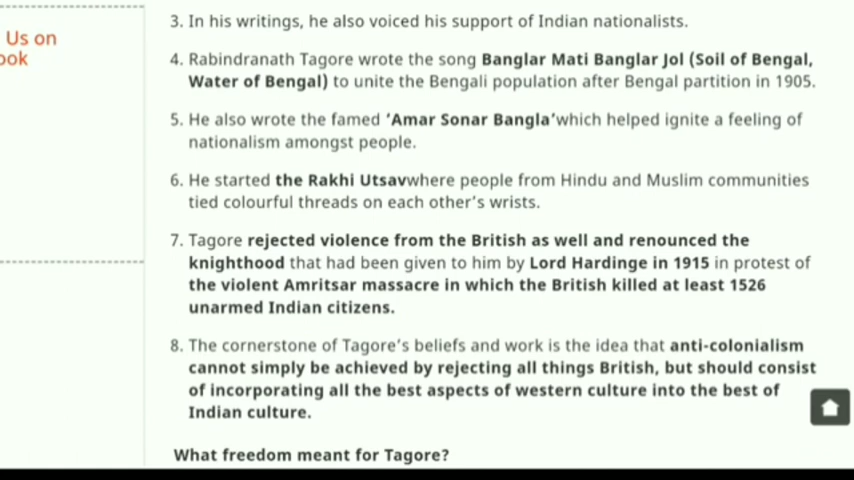 Us on
ook
3. In his writings, he also voiced his support of Indian nationalists.
4. Rabindranath Tagore wrote the song Banglar Mati Banglar Jol (Soil of Bengal,
Water of Bengal) to unite the Bengali population after Bengal partition in 1905.
5. He also wrote the famed ‘Amar Sonar Bangla’which helped ignite a feeling of
nationalism amongst people.
6. He started the Rakhi Utsavwhere people from Hindu and Muslim communities
tied colourful threads on each other’s wrists.
7. Tagore rejected violence from the British as well and renounced the
knighthood that had been given to him by Lord Hardinge in 1915 in protest of
the violent Amritsar massacre in which the British killed at least 1526
unarmed Indian citizens.
8. The cornerstone of Tagore’s beliefs and work is the idea that anti-colonialism
cannot simply be achieved by rejecting all things British, but should consist
of incorporating all the best aspects of western culture into the best of
Indian culture.
What freedom meant for Tagore?